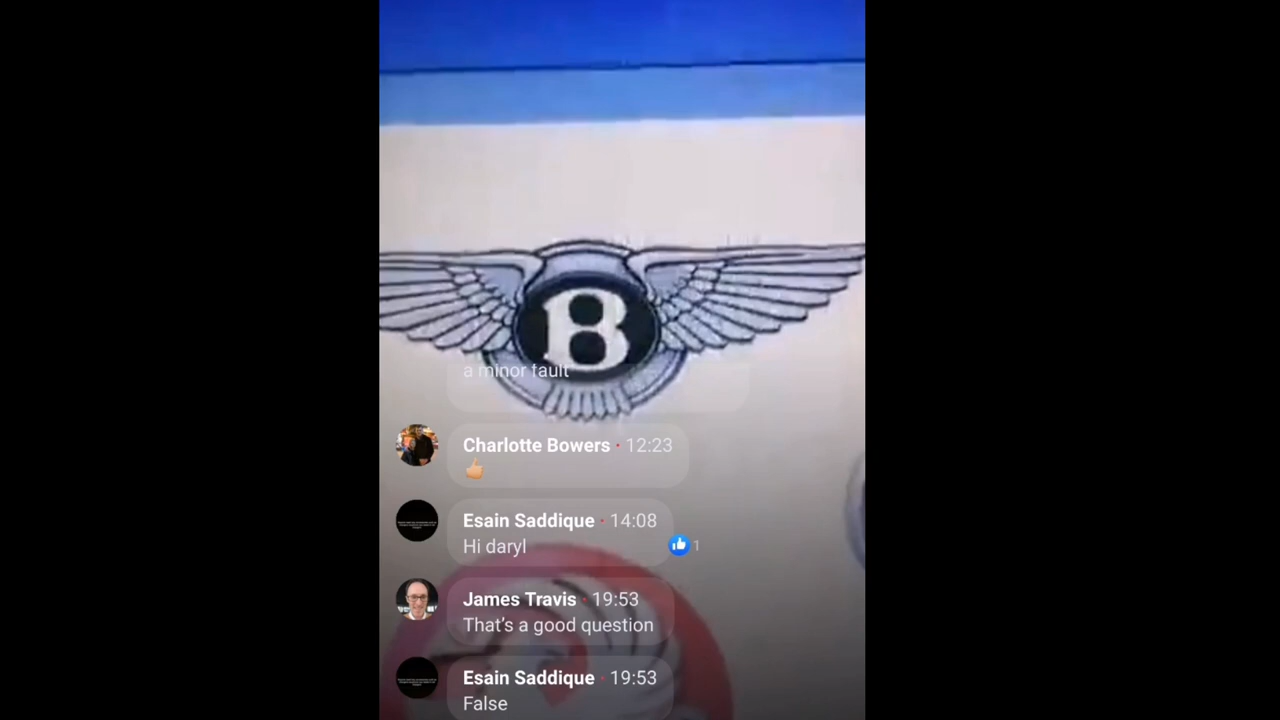 B
a minor fault
Charlotte Bowers · 12:23
👍🏼
Esain Saddique · 14:08
Hi daryl
1
James Travis · 19:53
That’s a good question
Esain Saddique · 19:53
False